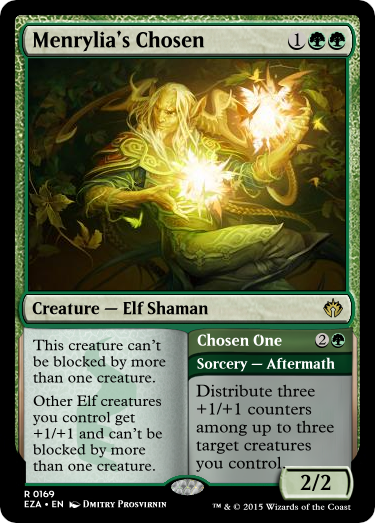 Menrylia's Chosen 1
Creature — Elf Shaman
This creature can't
be blocked by more
than one creature.
Other Elf creatures
you control get
+1/+1 and can't be
blocked by more
than one creature.
Chosen One 2
Sorcery — Aftermath
Distribute three
+1/+1 counters
among up to three
target creatures
you control.
2/2
R 0169
EZA • EN Dmitry Prosvirnin
™ & © 2015 Wizards of the Coast